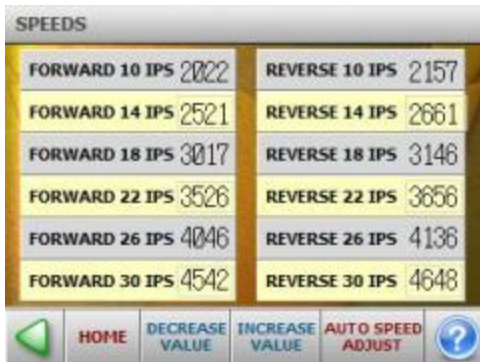 SPEEDS
FORWARD 10 IPS 2022 REVERSE 10 IPS 2157
FORWARD 14 IPS 2521 REVERSE 14 IPS 2661
FORWARD 18 IPS 3017 REVERSE 18 IPS 3146
FORWARD 22 IPS 3526 REVERSE 22 IPS 3656
FORWARD 26 IPS 4046 REVERSE 26 IPS 4136
FORWARD 30 IPS 4542 REVERSE 30 IPS 4648
HOME DECREASE VALUE INCREASE VALUE AUTO SPEED ADJUST ?